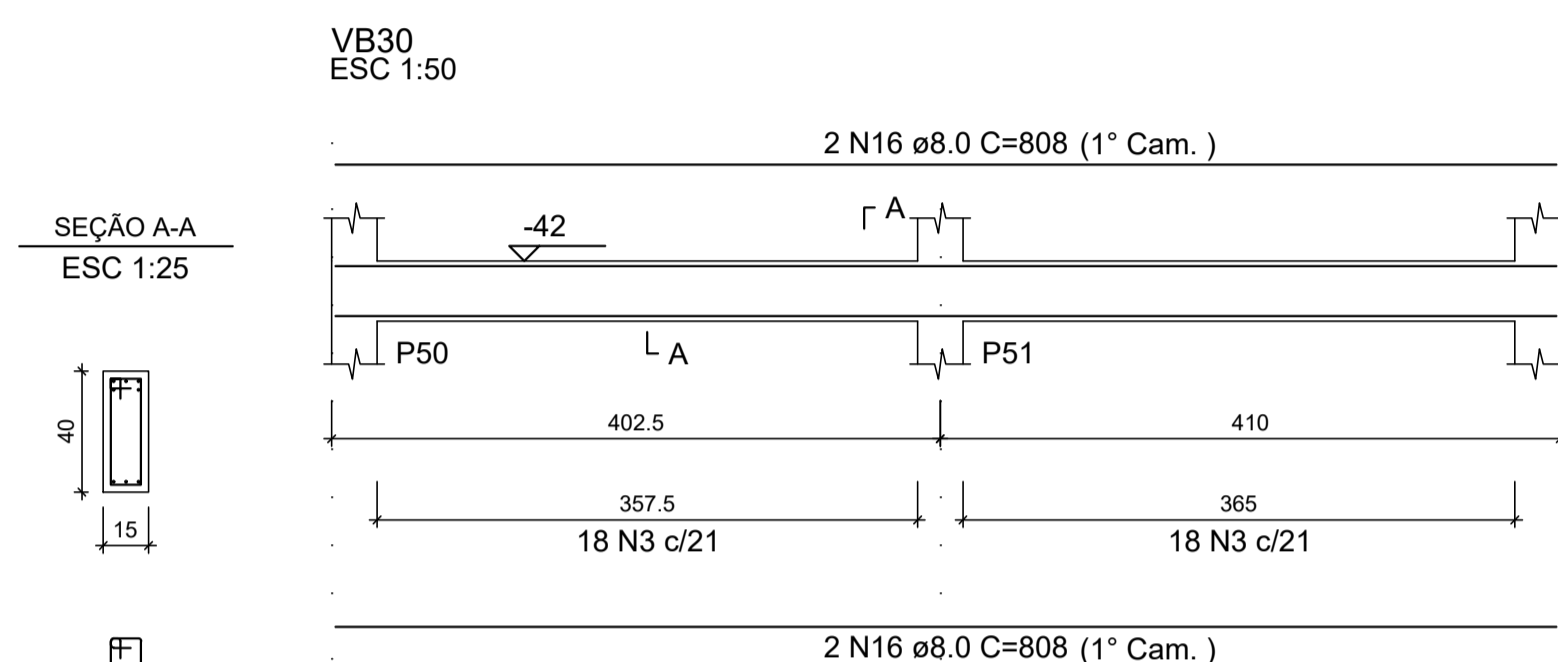 VB30
ESC 1:50
2 N16 ø8.0 C=808 (1° Cam. )
SEÇÃO A-A
ESC 1:25
-42
A
P50
A
P51
40
15
402.5
410
357.5
365
18 N3 c/21
18 N3 c/21
2 N16 ø8.0 C=808 (1° Cam. )